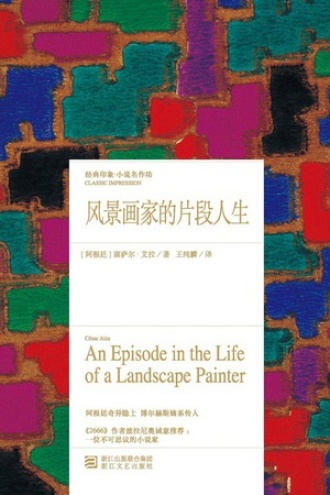 经典印象·小说名作坊
CLASSIC IMPRESSION
风景画家的片段人生
[阿根廷] 塞萨尔·艾拉/著 王纯麟/译
César Aira
An Episode in the Life
of a Landscape Painter
阿根廷奇异隐士 博尔赫斯嫡系传人
《2666》作者波拉尼奥诚意推荐：
一位不可思议的小说家
浙江出版联合集团
浙江文艺出版社